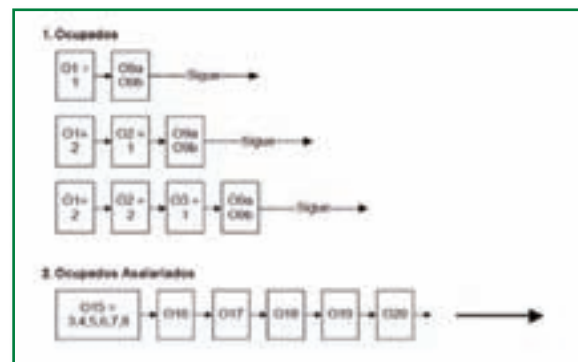 1. Ocupados
O1 = 1
O9a O9b
Sigue
O1= 2
O2 = 1
O9a O9b
Sigue
O1= 2
O2 = 2
O3 = 1
O9a O9b
Sigue
2. Ocupados Asalariados
O15 = 3,4,5,6,7,8
O16
O17
O18
O19
O20